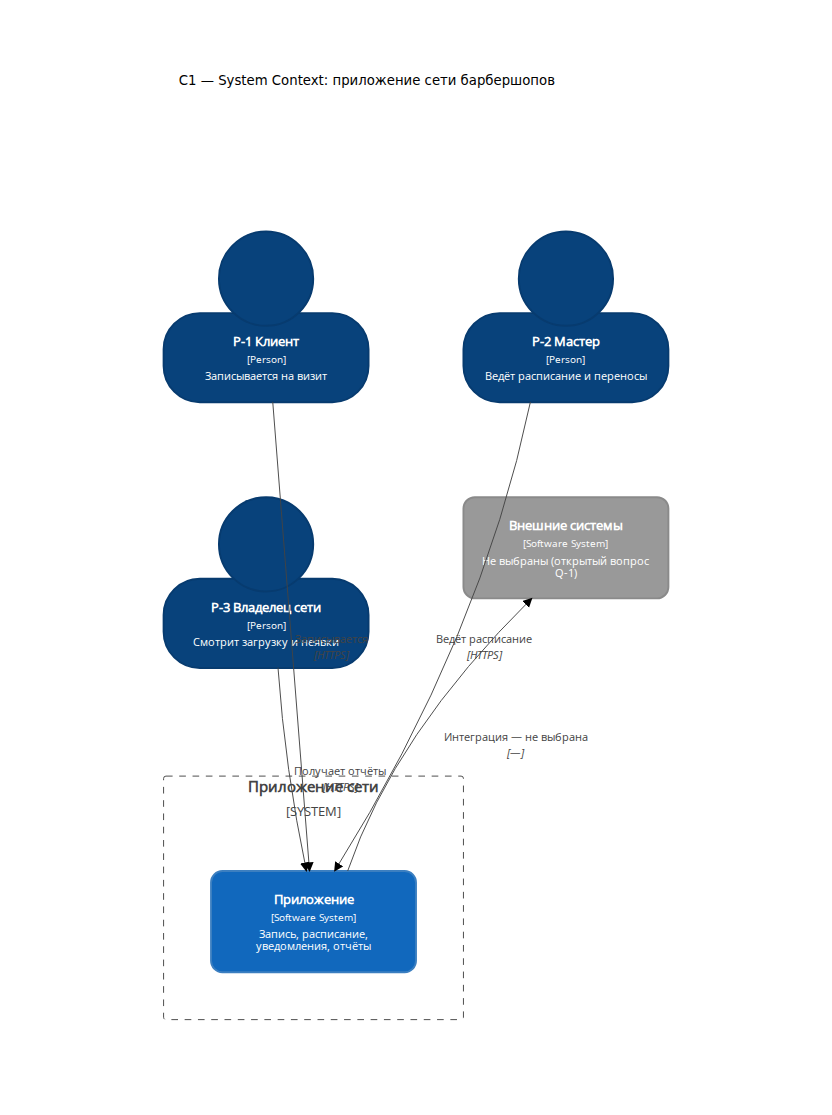 C1 — System Context: приложение сети барбершопов
P-1 Клиент
[Person]
Записывается на визит
P-2 Мастер
[Person]
Ведёт расписание и переносы
P-3 Владелец сети
[Person]
Смотрит загрузку и неявки
Внешние системы
[Software System]
Не выбраны (открытый вопрос
Q-1)
[HTTPS]
Ведёт расписание
[HTTPS]
Интеграция — не выбрана
[—]
Получает отчёты
[HTTPS]
Приложение сети
[SYSTEM]
Приложение
[Software System]
Запись, расписание,
уведомления, отчёты